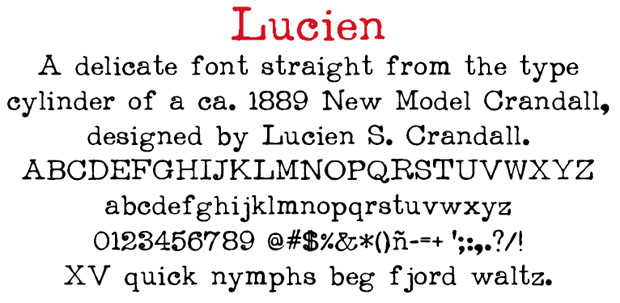 Lucien
A delicate font straight from the type
cylinder of a ca. 1889 New Model Crandall,
designed by Lucien S. Crandall.
ABCDEFGHIJKLMNOPQRSTUVWXYZ
abcdefghijklmnopqrstuvwxyz
0123456789 @#$%&*()ñ-=+ ';:,.?/!
XV quick nymphs beg fjord waltz.